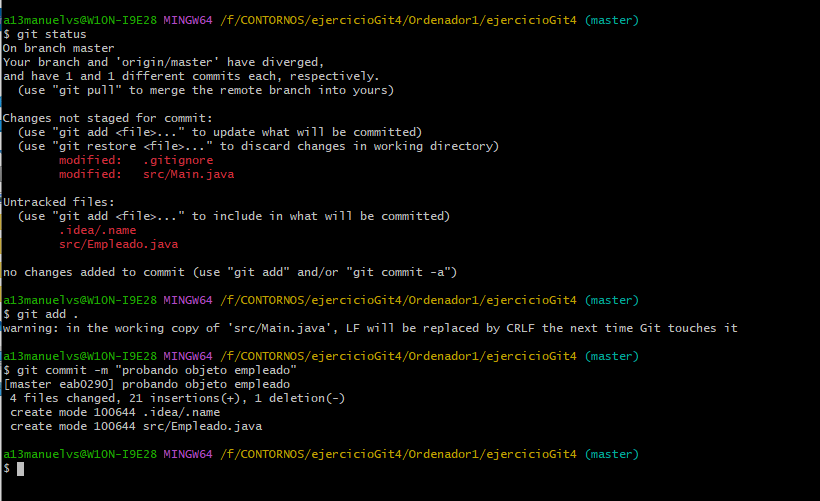 a13manuelvs@W10N-I9E28 MINGW64 /f/CONTORNOS/ejercicioGit4/Ordenador1/ejercicioGit4 (master)
$ git status
On branch master
Your branch and 'origin/master' have diverged,
and have 1 and 1 different commits each, respectively.
  (use "git pull" to merge the remote branch into yours)

Changes not staged for commit:
  (use "git add <file>..." to update what will be committed)
  (use "git restore <file>..." to discard changes in working directory)
        modified:   .gitignore
        modified:   src/Main.java

Untracked files:
  (use "git add <file>..." to include in what will be committed)
        .idea/.name
        src/Empleado.java

no changes added to commit (use "git add" and/or "git commit -a")

a13manuelvs@W10N-I9E28 MINGW64 /f/CONTORNOS/ejercicioGit4/Ordenador1/ejercicioGit4 (master)
$ git add .
warning: in the working copy of 'src/Main.java', LF will be replaced by CRLF the next time Git touches it

a13manuelvs@W10N-I9E28 MINGW64 /f/CONTORNOS/ejercicioGit4/Ordenador1/ejercicioGit4 (master)
$ git commit -m "probando objeto empleado"
[master eab0290] probando objeto empleado
 4 files changed, 21 insertions(+), 1 deletion(-)
 create mode 100644 .idea/.name
 create mode 100644 src/Empleado.java

a13manuelvs@W10N-I9E28 MINGW64 /f/CONTORNOS/ejercicioGit4/Ordenador1/ejercicioGit4 (master)
$